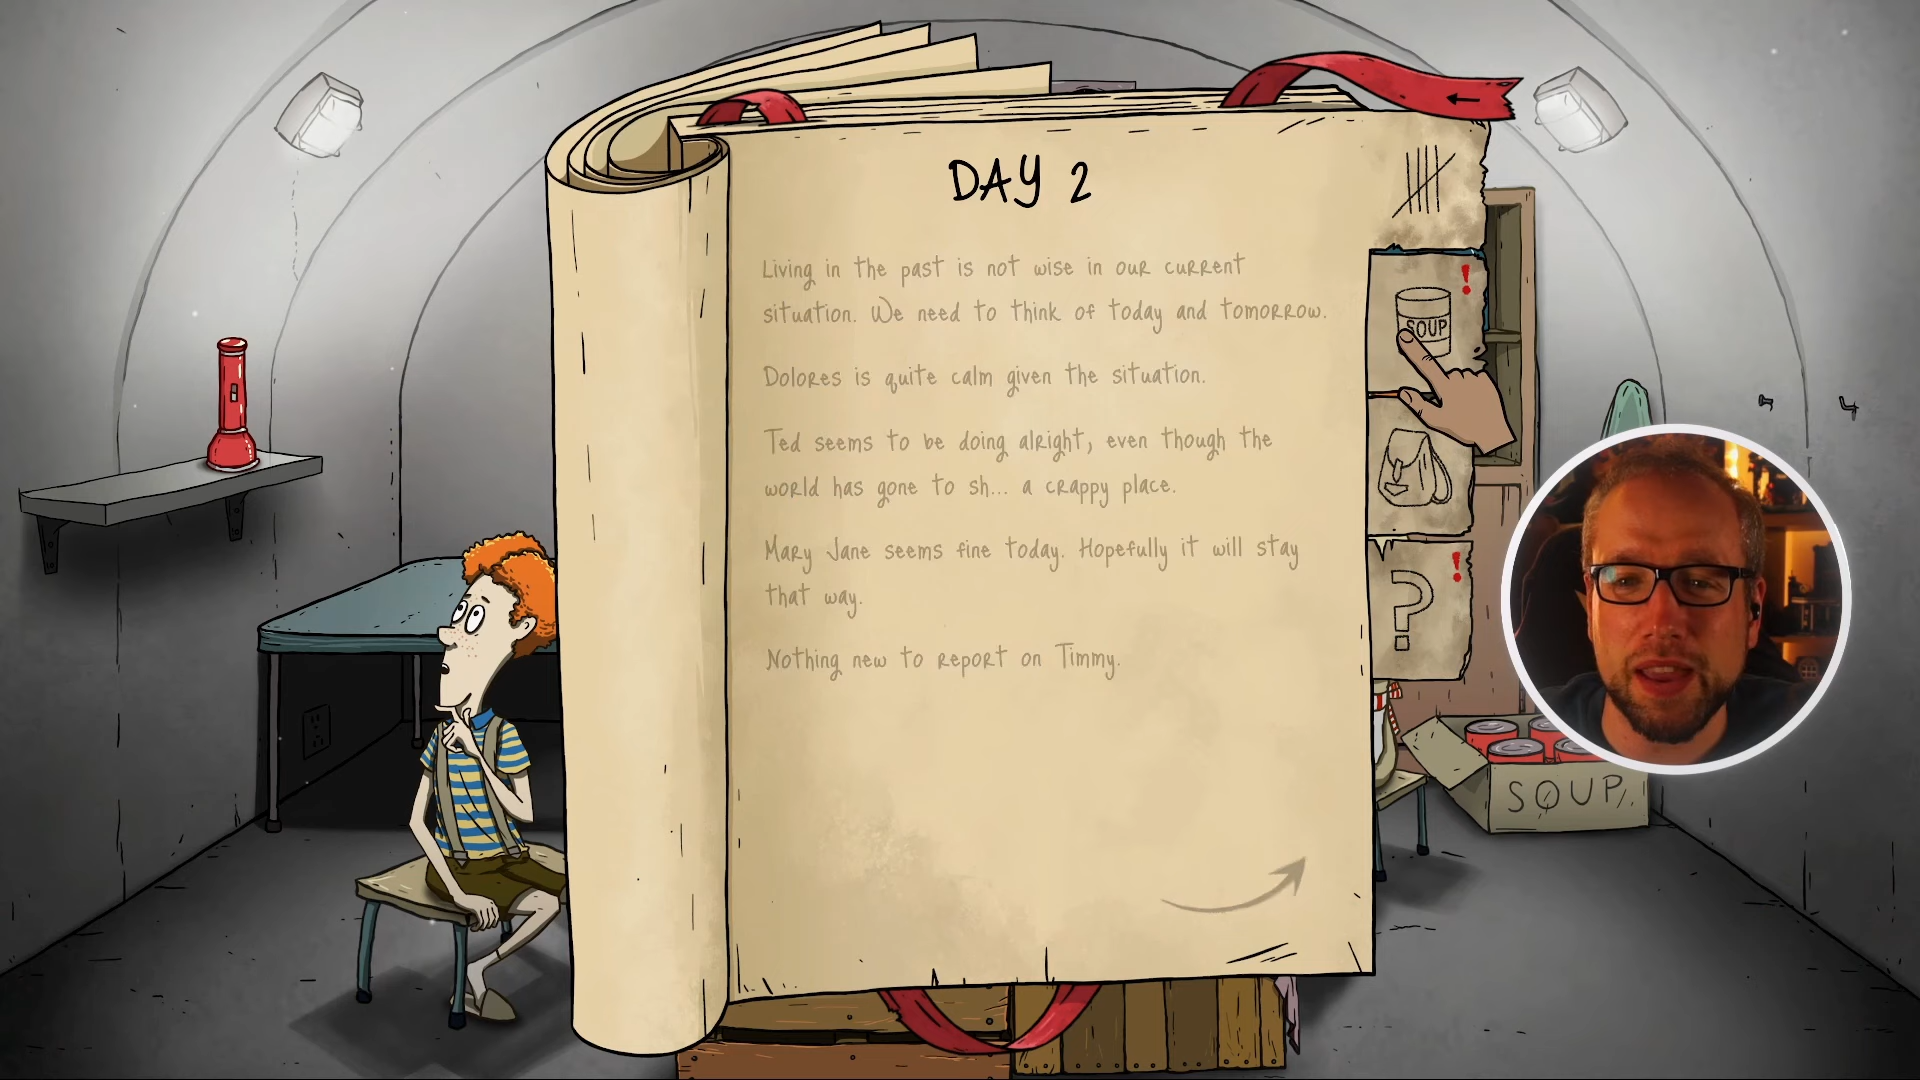 DAY 2
Living in the past is not wise in our current
situation. We need to think of today and tomorrow.
Dolores is quite calm given the situation.
Ted seems to be doing alright, even though the
world has gone to sh... a crappy place.
Mary Jane seems fine today. Hopefully it will stay
that way.
Nothing new to report on Timmy.
!
SOUP
!
?
SOUP